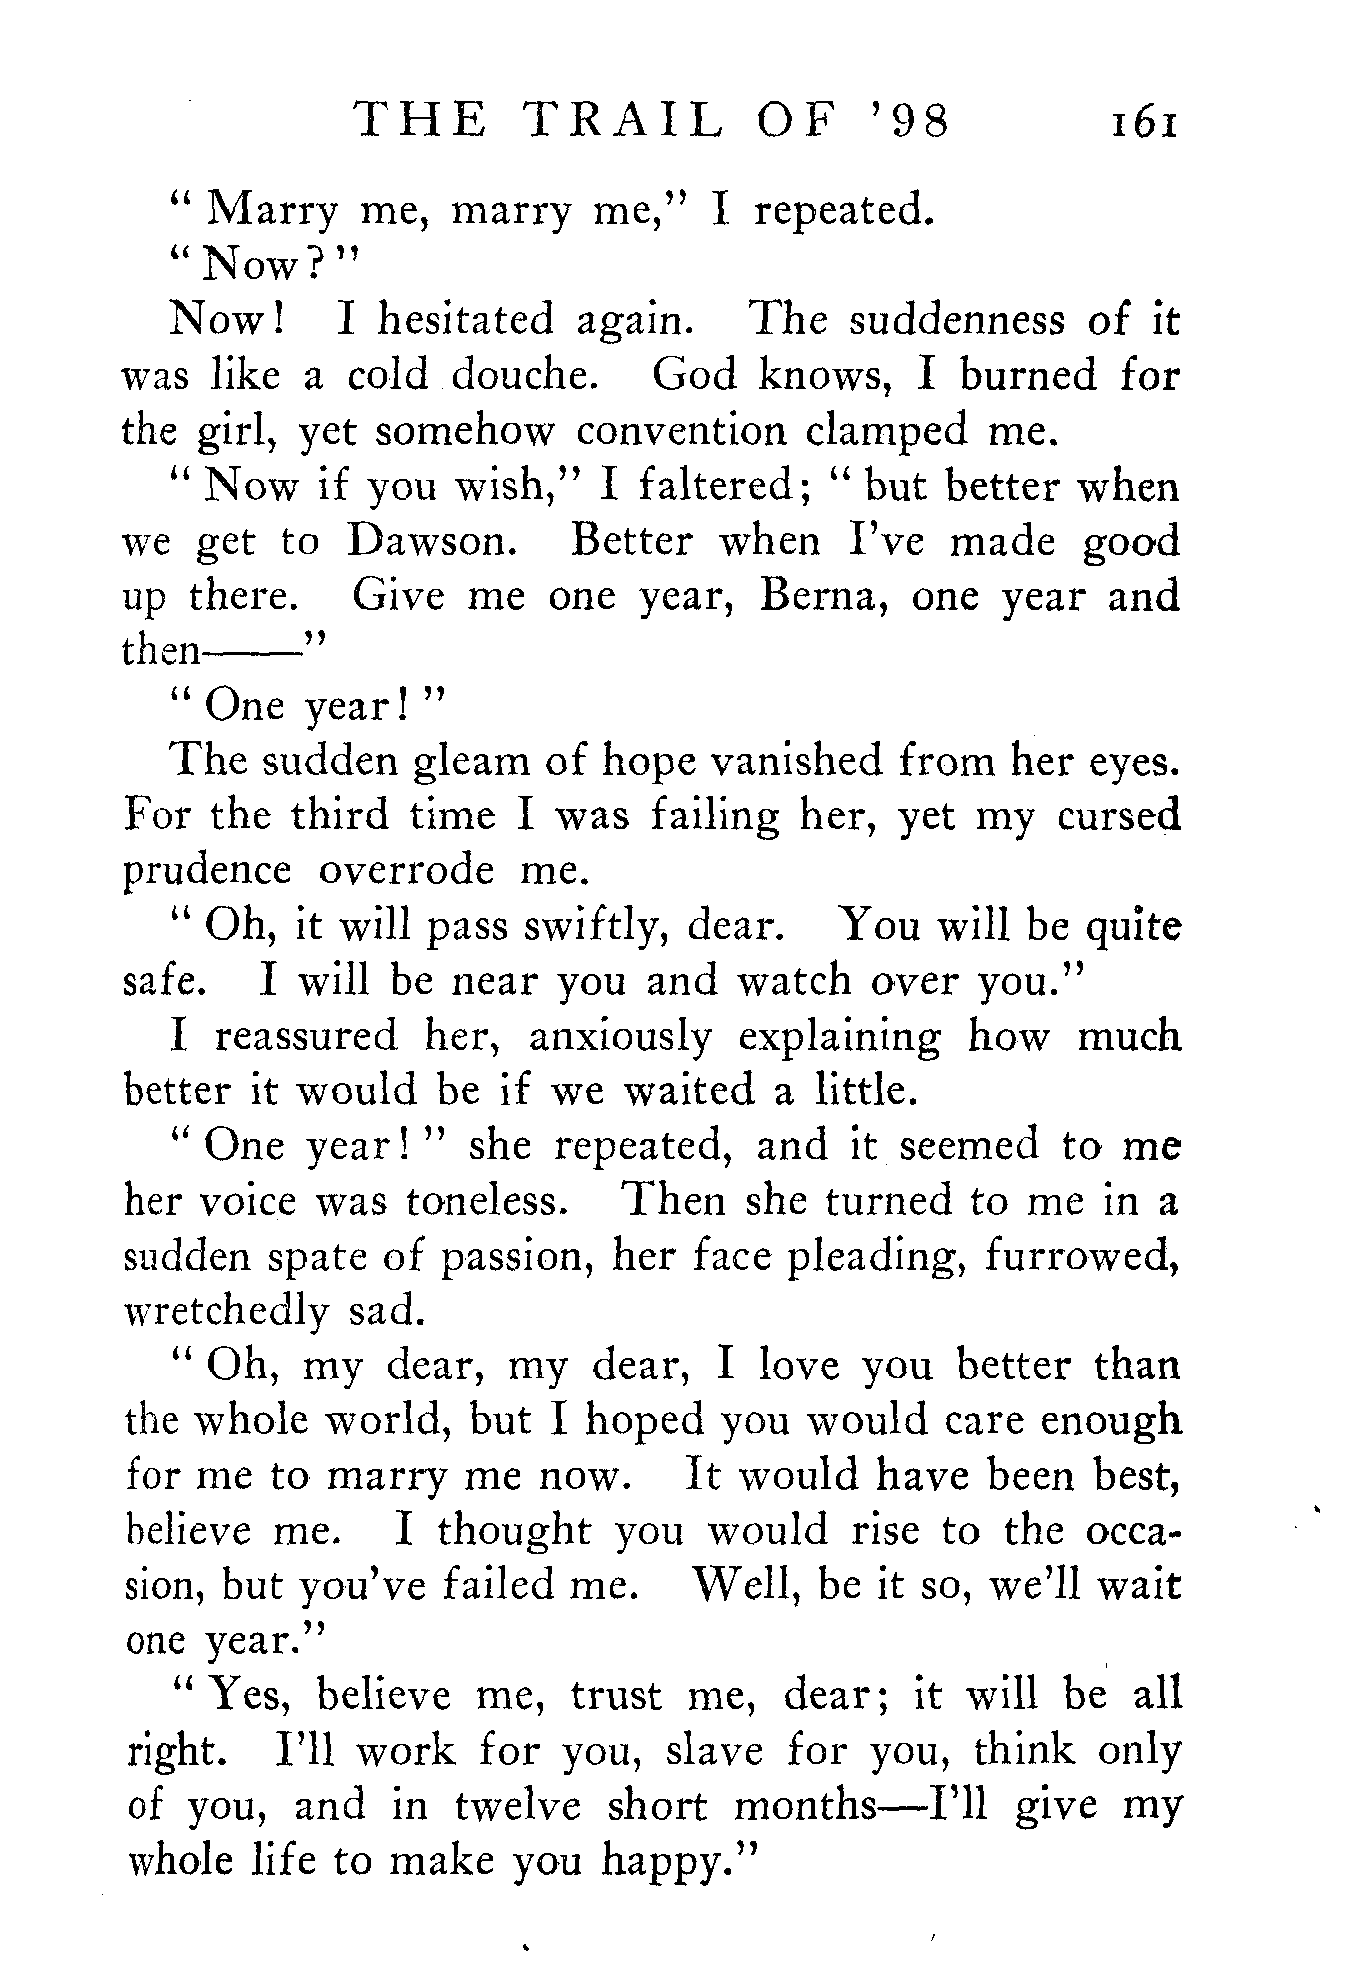 THE TRAIL OF '98 161
" Marry me, marry me," I repeated.
" Now? "
Now! I hesitated again. The suddenness of it
was like a cold douche. God knows, I burned for
the girl, yet somehow convention clamped me.
" Now if you wish," I faltered; " but better when
we get to Dawson. Better when I've made good
up there. Give me one year, Berna, one year and
then——"
" One year! "
The sudden gleam of hope vanished from her eyes.
For the third time I was failing her, yet my cursed
prudence overrode me.
" Oh, it will pass swiftly, dear. You will be quite
safe. I will be near you and watch over you."
I reassured her, anxiously explaining how much
better it would be if we waited a little.
" One year! " she repeated, and it seemed to me
her voice was toneless. Then she turned to me in a
sudden spate of passion, her face pleading, furrowed,
wretchedly sad.
" Oh, my dear, my dear, I love you better than
the whole world, but I hoped you would care enough
for me to marry me now. It would have been best,
believe me. I thought you would rise to the occa-
sion, but you've failed me. Well, be it so, we'll wait
one year."
" Yes, believe me, trust me, dear; it will be all
right. I'll work for you, slave for you, think only
of you, and in twelve short months—I'll give my
whole life to make you happy."